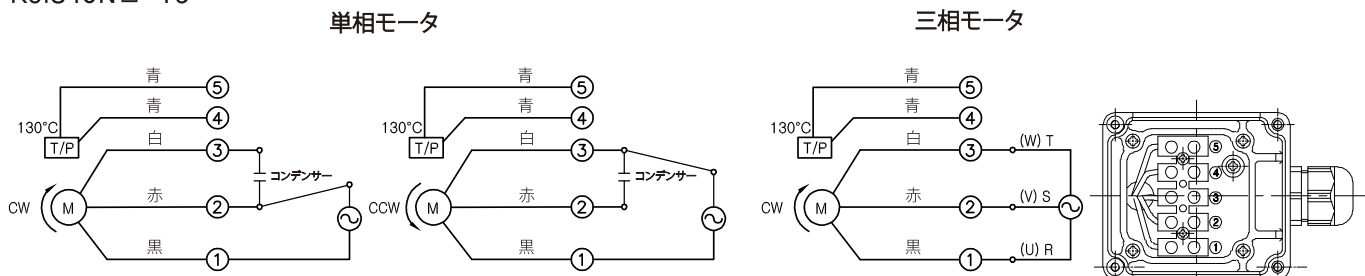 単相モータ
三相モータ
青 ⑤
青 ④
130°C
T/P
白 ③
コンデンサー
CW M 赤 ②
黒 ①
青 ⑤
青 ④
130°C
T/P
白 ③
コンデンサー
CCW M 赤 ②
黒 ①
青 ⑤
青 ④
130°C
T/P
白 ③ (W) T
CW M 赤 ② (V) S
黒 ① (U) R
⑤
④
③
②
①